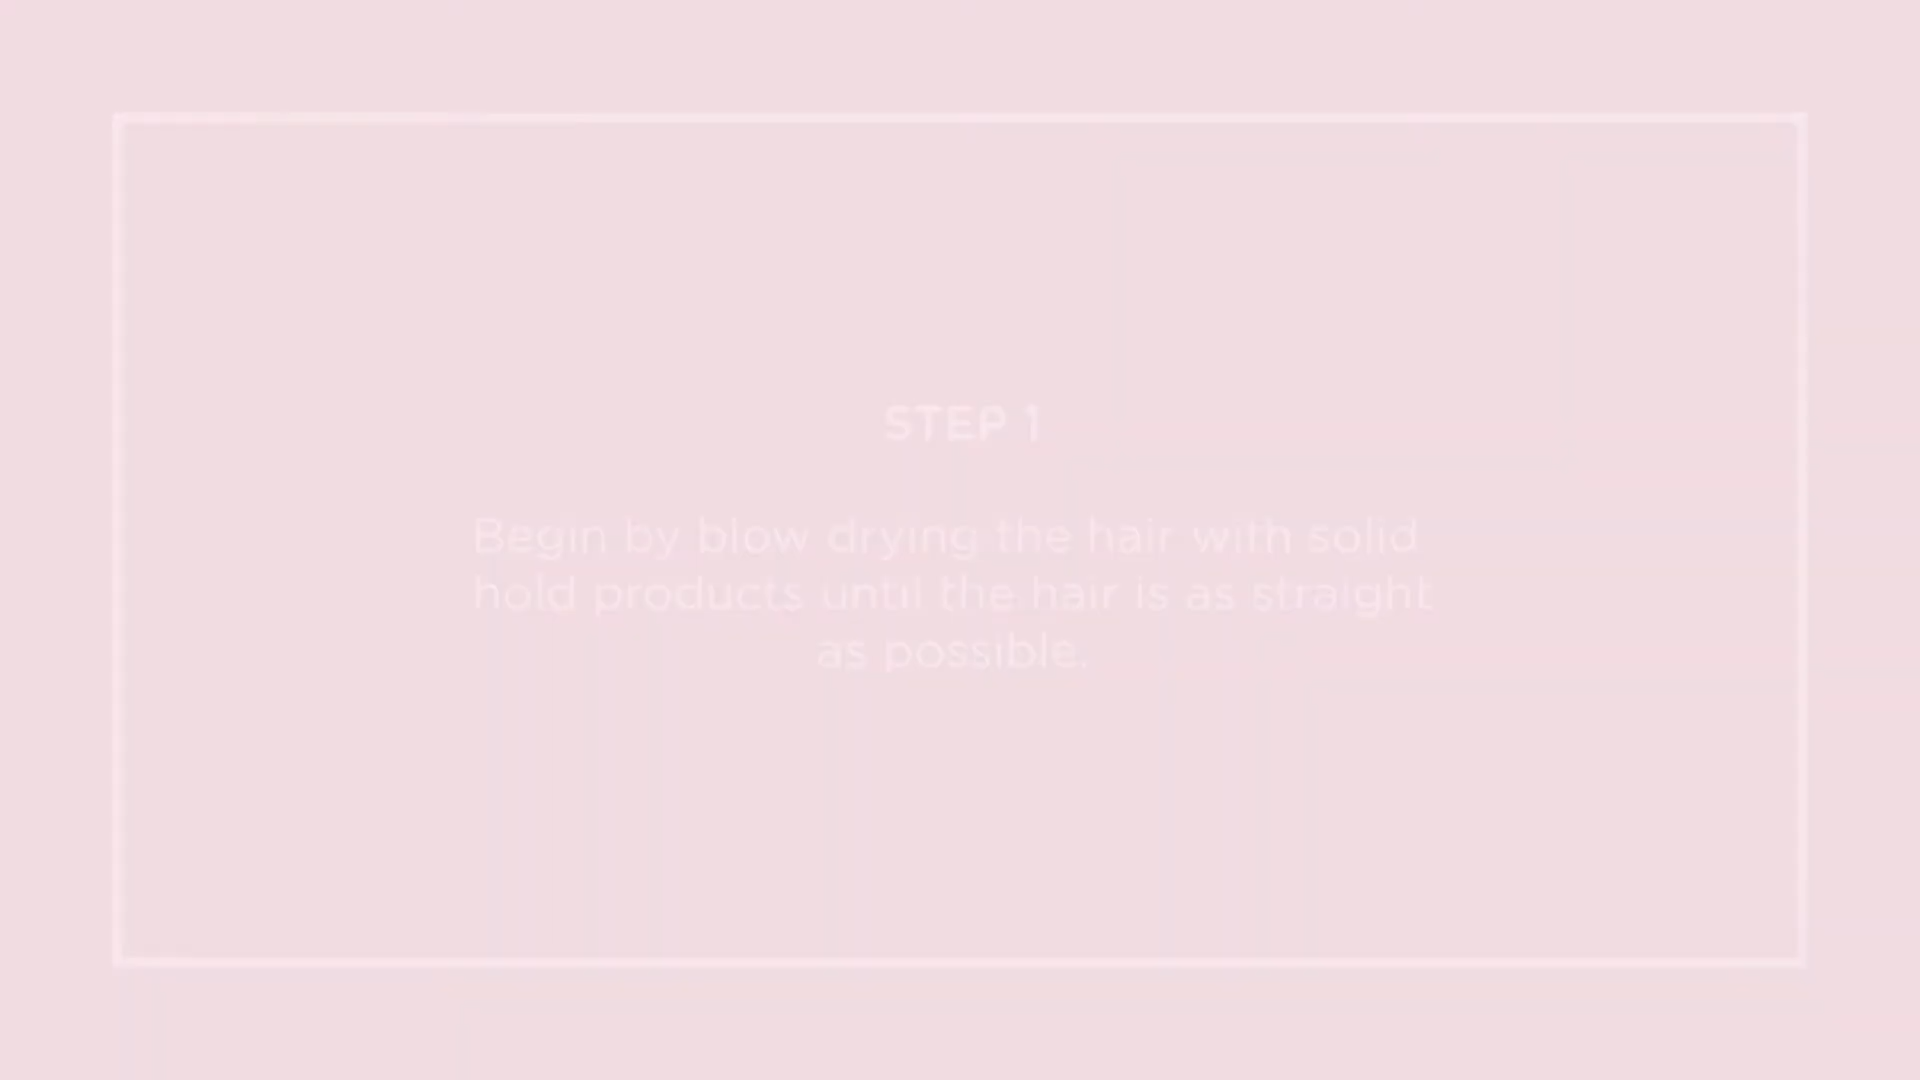 STEP 1
Begin by blow drying the hair with solid
hold products until the hair is as straight
as possible.